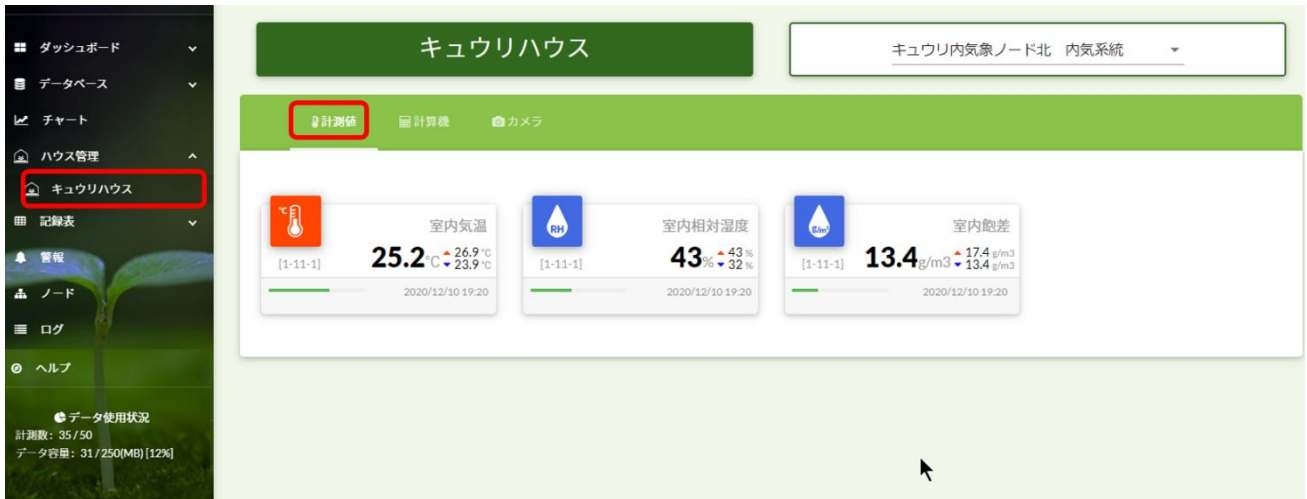 ダッシュボード
データベース
チャート
ハウス管理
キュウリハウス
記録表
警報
ノード
ログ
ヘルプ
データ使用状況
計測数: 35/50
データ容量: 31/250(MB)[12%]
キュウリハウス
キュウリ内気象ノード北 内気系統
計測値 計算機 カメラ
℃
室内気温
[1-11-1] 25.2℃ 26.9℃
23.9℃
2020/12/10 19:20
RH
室内相対湿度
[1-11-1] 43% 43%
32%
2020/12/10 19:20
g/m³
室内飽差
[1-11-1] 13.4g/m3 17.4 g/m3
13.4 g/m3
2020/12/10 19:20